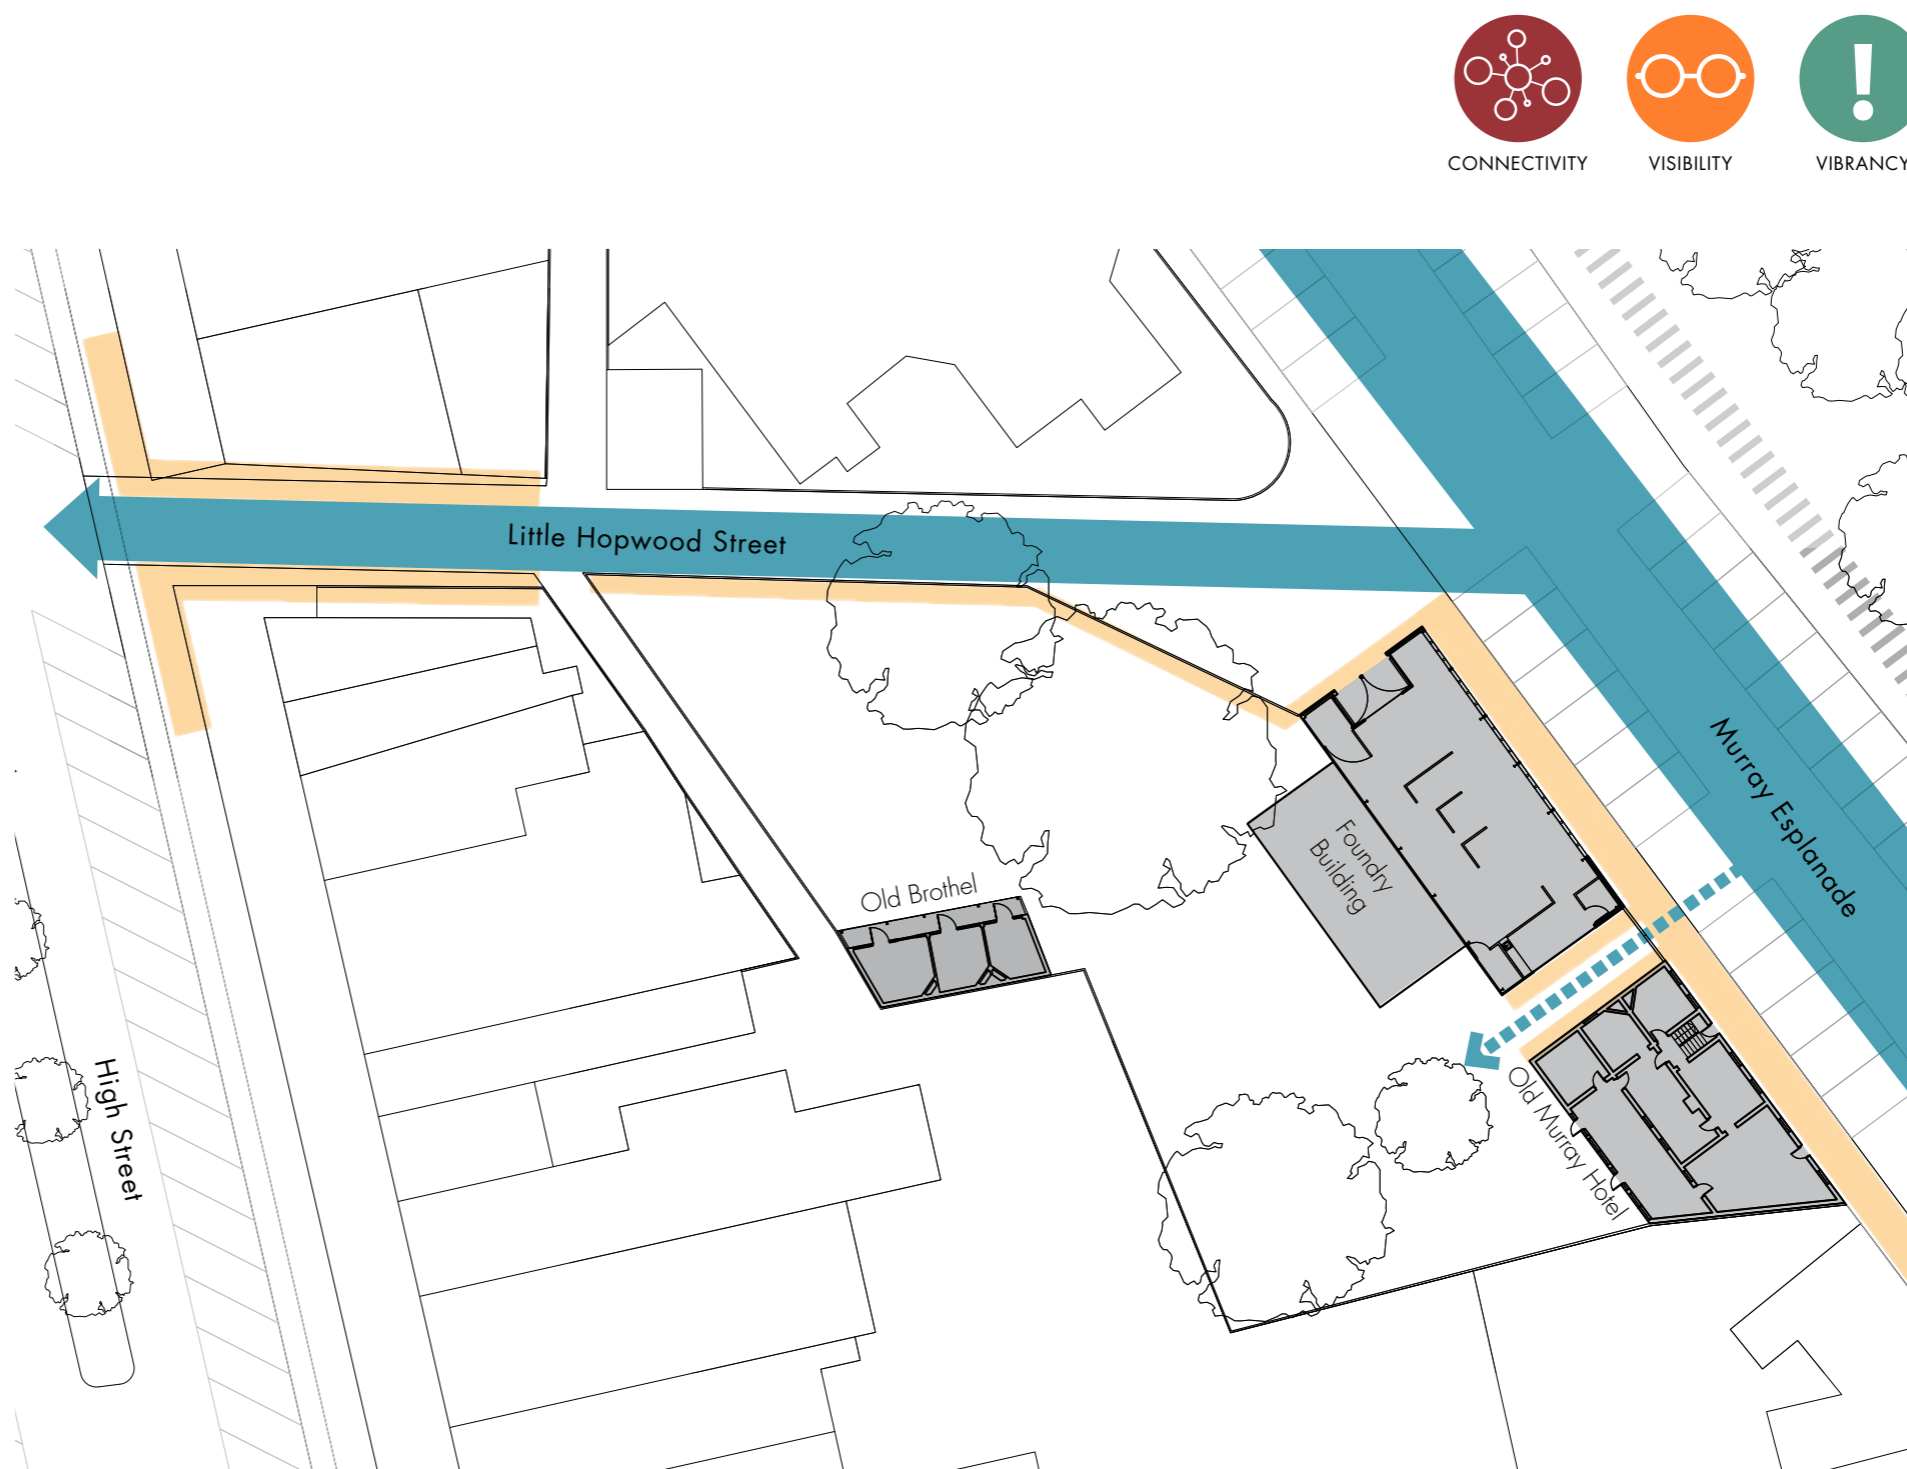 CONNECTIVITY
VISIBILITY
VIBRANCY
Little Hopwood Street
Murray Esplanade
Foundry
Building
Old Brothel
Old Murray Hotel
High Street